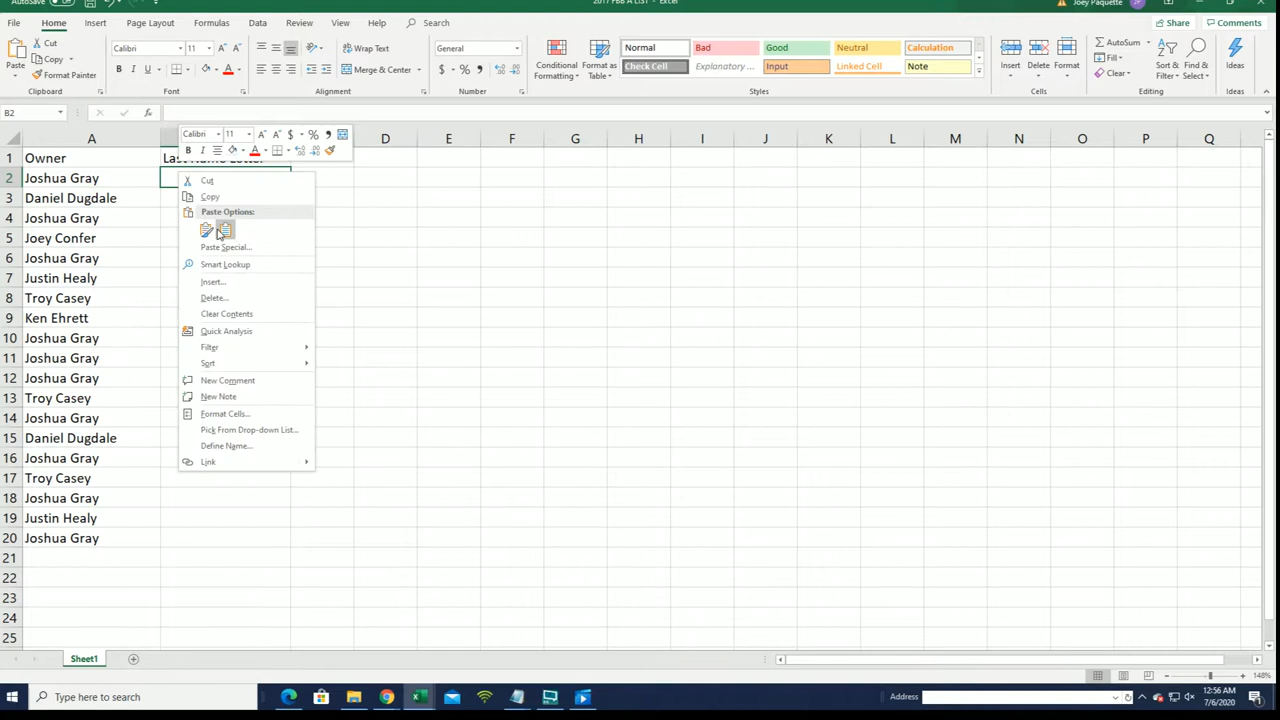 AutoSave
2017 FBB A LIST - Excel
Joey Paquette JP
File Home Insert Page Layout Formulas Data Review View Help Search Share Comments
Paste Cut Copy Format Painter Clipboard
Calibri 11 B I U A Font
Wrap Text Merge & Center Alignment
General $ % Number
Conditional Formatting Format as Table
Normal Bad Good Neutral Calculation
Check Cell Explanatory ... Input Linked Cell Note
Styles
Insert Delete Format Cells
AutoSum Fill Clear Sort & Filter Find & Select Editing
Ideas Ideas
B2 fx
Calibri 11 A A $ %
B I A
A D E F G H I J K L M N O P Q
1 Owner Last Name Letter
2 Joshua Gray
3 Daniel Dugdale
4 Joshua Gray
5 Joey Confer
6 Joshua Gray
7 Justin Healy
8 Troy Casey
9 Ken Ehrett
10 Joshua Gray
11 Joshua Gray
12 Joshua Gray
13 Troy Casey
14 Joshua Gray
15 Daniel Dugdale
16 Joshua Gray
17 Troy Casey
18 Joshua Gray
19 Justin Healy
20 Joshua Gray
21
22
23
24
25
Cut
Copy
Paste Options:
Paste Special...
Smart Lookup
Insert...
Delete...
Clear Contents
Quick Analysis
Filter
Sort
New Comment
New Note
Format Cells...
Pick From Drop-down List...
Define Name...
Link
Sheet1
148%
Type here to search
Address
12:56 AM
7/6/2020